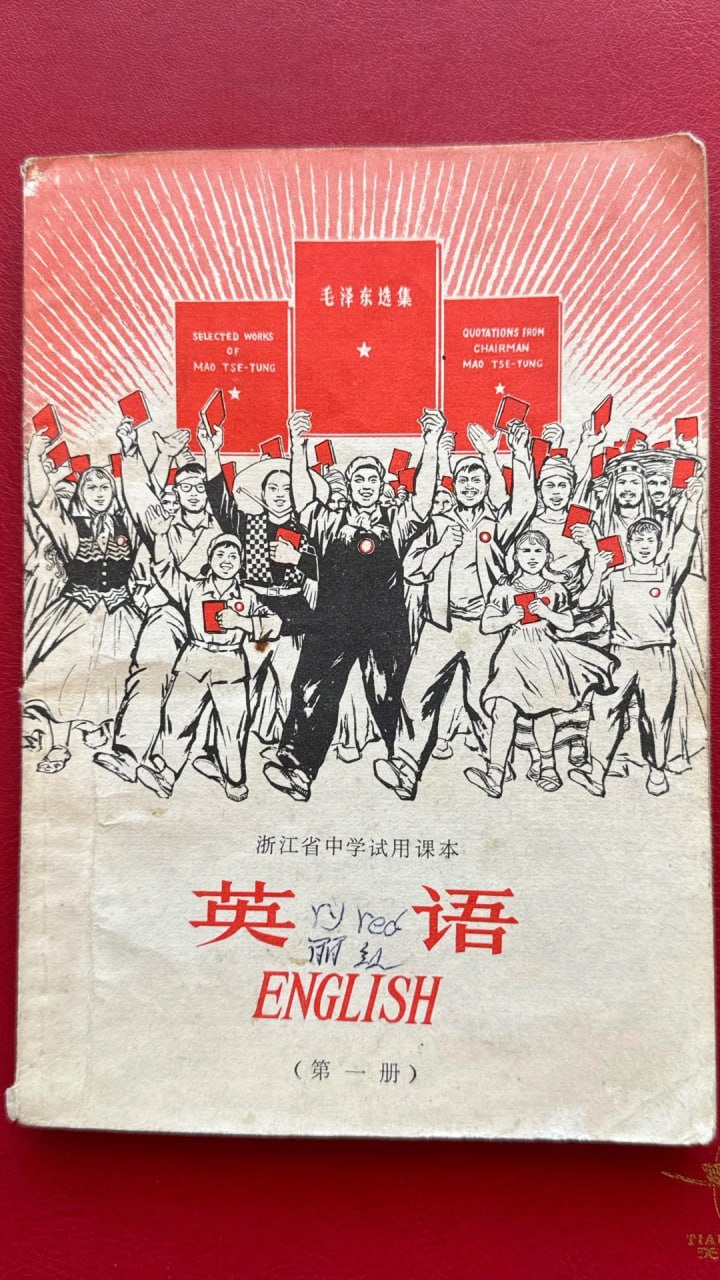 毛泽东选集
SELECTED WORKS
OF
MAO TSE-TUNG
QUOTATIONS FROM
CHAIRMAN
MAO TSE-TUNG
浙江省中学试用课本
英语
ry red
丽红
ENGLISH
(第一册)